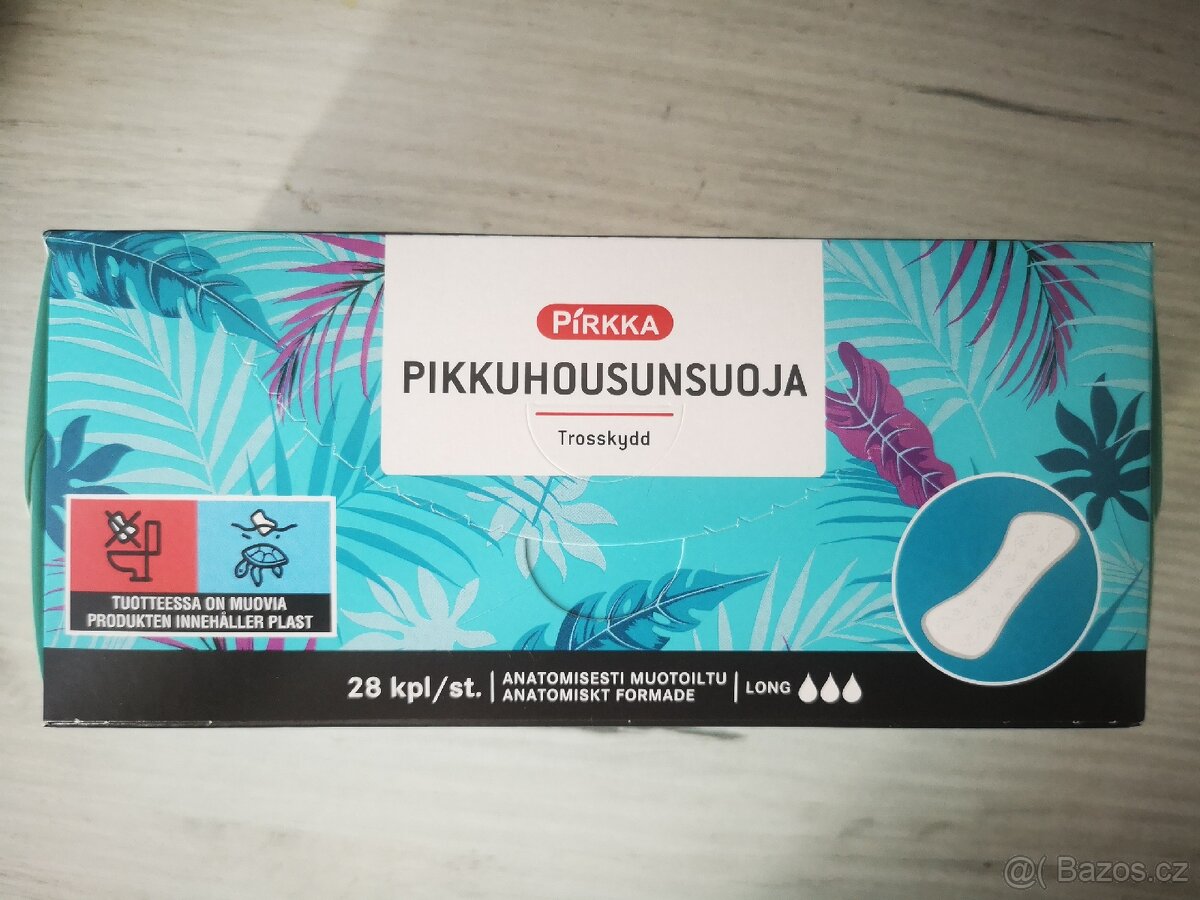 PIRKKA
PIKKUHOUSUNSUOJA
Trosskydd
TUOTTEESSA ON MUOVIA
PRODUKTEN INNEHÅLLER PLAST
28 kpl/st.
ANATOMISESTI MUOTOILTU
ANATOMISKT FORMADE
LONG
@( Bazos.cz